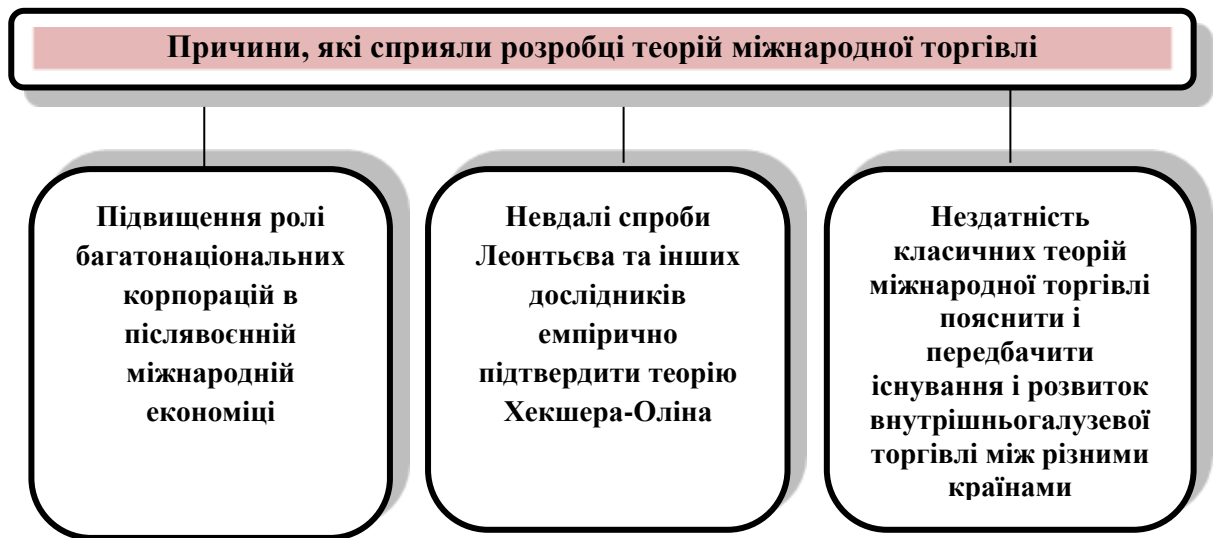 Причини, які сприяли розробці теорій міжнародної торгівлі
Підвищення ролі
багатонаціональних
корпорацій в
післявоєнній
міжнародній
економіці
Невдалі спроби
Леонтьєва та інших
дослідників
емпірично
підтвердити теорію
Хекшера-Оліна
Нездатність
класичних теорій
міжнародної торгівлі
пояснити і
передбачити
існування і розвиток
внутрішньогалузевої
торгівлі між різними
країнами